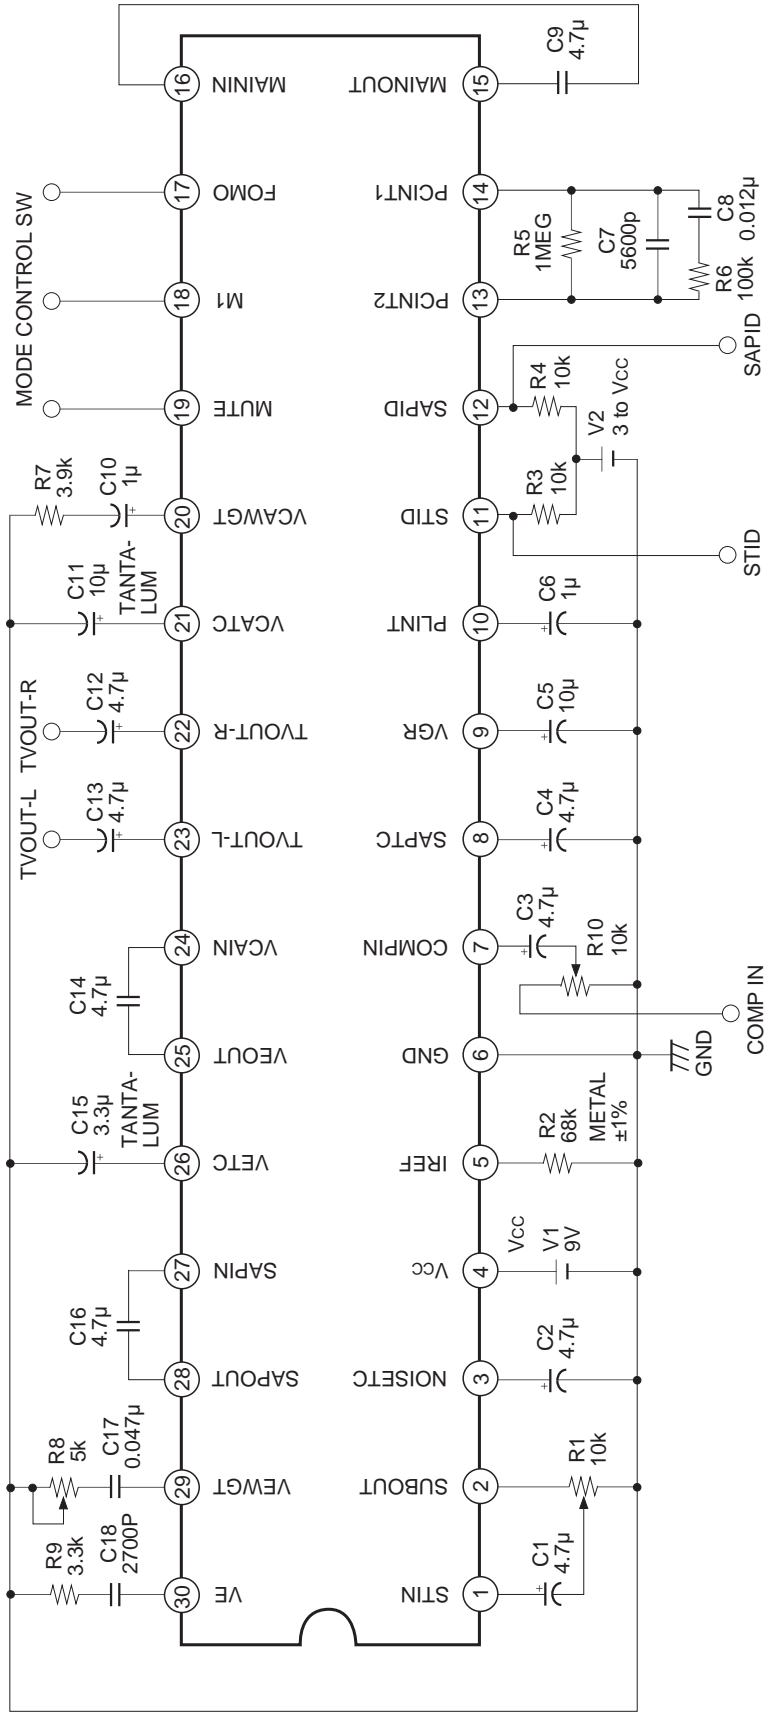 MODE CONTROL SW
TVOUT-L
TVOUT-R
R9
3.3k
C18
2700P
R8
5k
C17
0.047µ
C16
4.7µ
C15
3.3µ
TANTA-
LUM
C14
4.7µ
C13
4.7µ
C12
4.7µ
C11
10µ
TANTA-
LUM
R7
3.9k
C10
1µ
30
29
28
27
26
25
24
23
22
21
20
19
18
17
16
VE
VEWGT
SAPOUT
SAPIN
VETC
VEOUT
VCAIN
TVOUT-L
TVOUT-R
VCATC
VCAWGT
MUTE
M1
FOMO
MAININ
STIN
SUBOUT
NOISETC
Vcc
IREF
GND
COMPIN
SAPTC
VGR
PLINT
STID
SAPID
PCINT2
PCINT1
MAINOUT
1
2
3
4
5
6
7
8
9
10
11
12
13
14
15
C1
4.7µ
R1
10k
C2
4.7µ
Vcc
V1
9V
R2
68k
METAL
±1%
GND
C3
4.7µ
R10
10k
COMP IN
C4
4.7µ
C5
10µ
C6
1µ
R3
10k
R4
10k
V2
3 to Vcc
STID
SAPID
R5
1MEG
C7
5600p
R6
100k
C8
0.012µ
C9
4.7µ